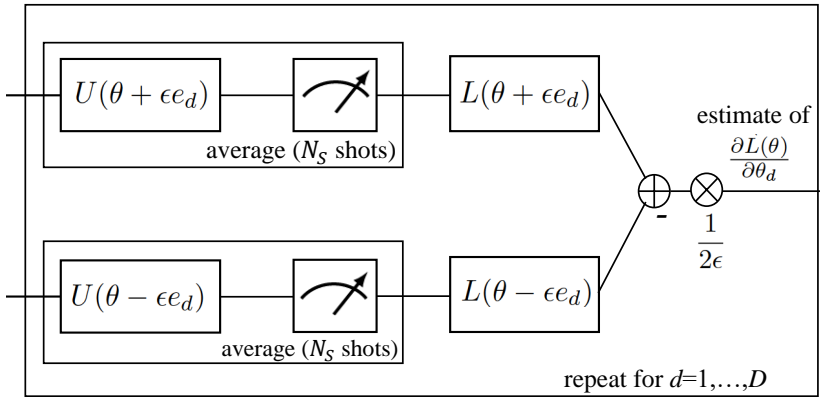 U(θ + ϵe_d)
L(θ + ϵe_d)
average (N_S shots)
estimate of
∂L(θ)
∂θ_d
-
1
2ϵ
U(θ − ϵe_d)
L(θ − ϵe_d)
average (N_S shots)
repeat for d=1,…,D